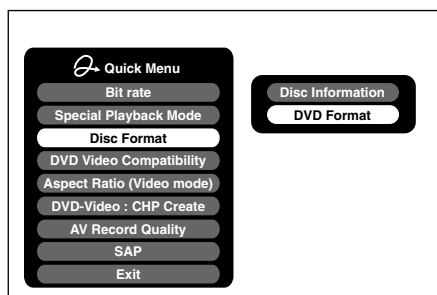 Quick Menu
Bit rate
Special Playback Mode
Disc Format
DVD Video Compatibility
Aspect Ratio (Video mode)
DVD-Video : CHP Create
AV Record Quality
SAP
Exit
Disc Information
DVD Format